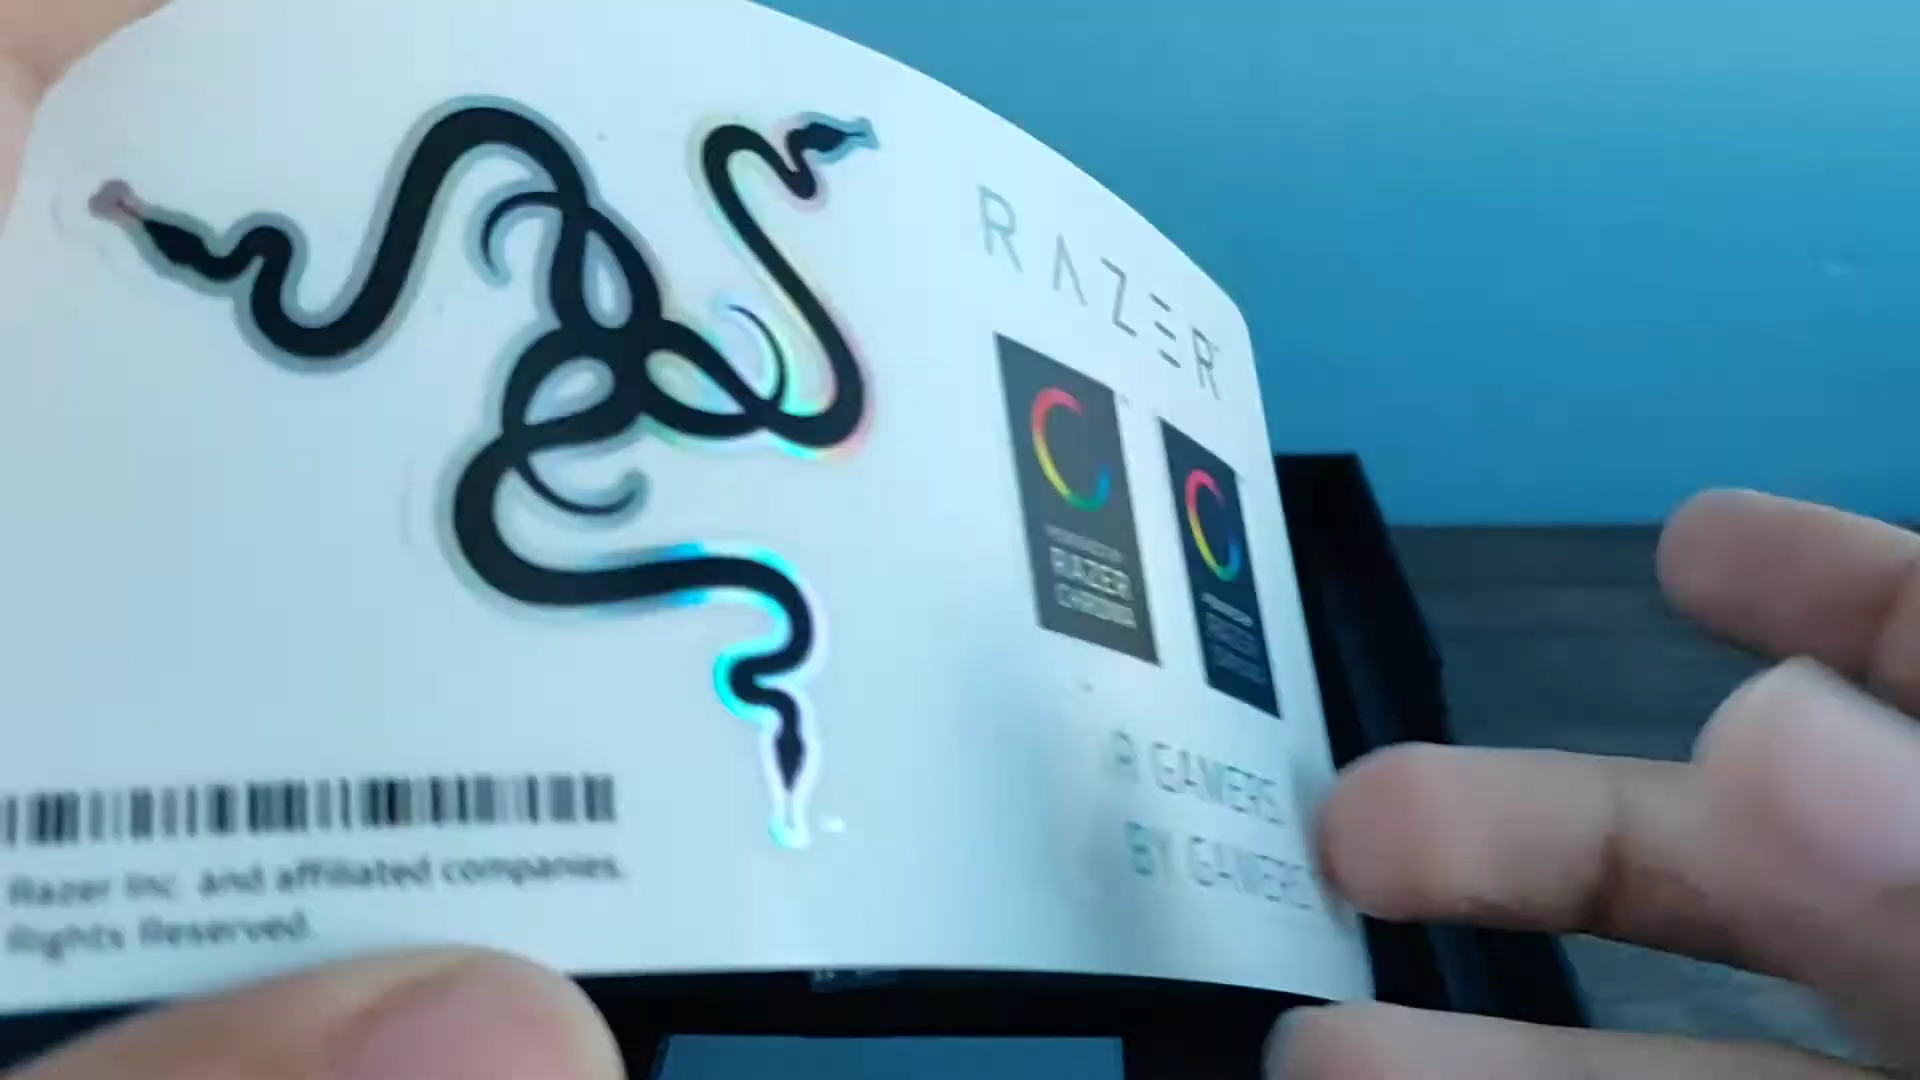 RAZER
RAZER
CHROMA
R GAMERS
BY GAMERS
Razer Inc. and affiliated companies.
Rights Reserved.